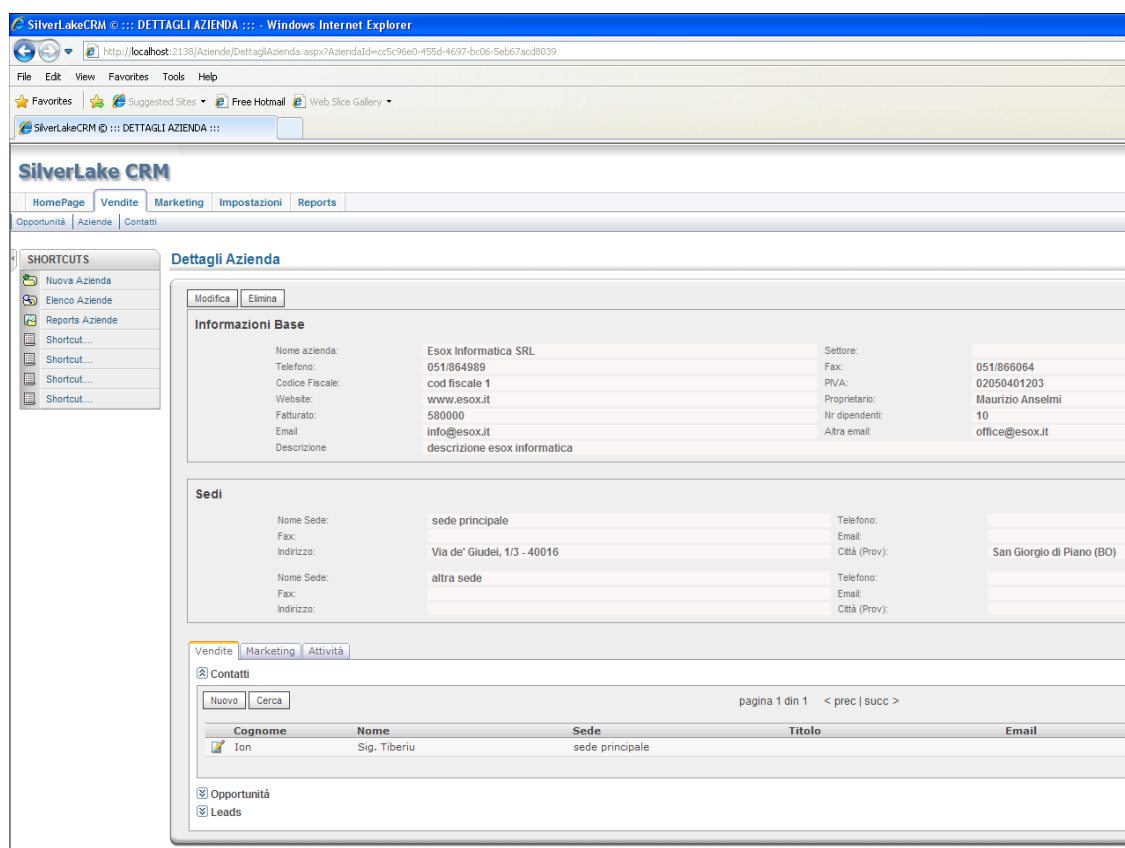 SilverLakeCRM © ::: DETTAGLI AZIENDA ::: - Windows Internet Explorer
http://localhost:2138/Aziende/DettagliAzienda.aspx?AziendaId=cc5c96e0-455d-4697-bc06-5eb67acd8039
File Edit View Favorites Tools Help
Favorites Suggested Sites Free Hotmail Web Slice Gallery
SilverLakeCRM © ::: DETTAGLI AZIENDA :::
SilverLake CRM
HomePage Vendite Marketing Impostazioni Reports
Opportunità Aziende Contatti
SHORTCUTS
Nuova Azienda
Elenco Aziende
Reports Aziende
Shortcut....
Shortcut....
Shortcut....
Shortcut....
Dettagli Azienda
Modifica Elimina
Informazioni Base
Nome azienda: Esox Informatica SRL Settore:
Telefono: 051/864989 Fax: 051/866064
Codice Fiscale: cod fiscale 1 PIVA: 02050401203
Website: www.esox.it Proprietario: Maurizio Anselmi
Fatturato: 580000 Nr dipendenti: 10
Email info@esox.it Altra email: office@esox.it
Descrizione descrizione esox informatica
Sedi
Nome Sede: sede principale Telefono:
Fax: Email:
Indirizzo: Via de' Giudei, 1/3 - 40016 Città (Prov): San Giorgio di Piano (BO)
Nome Sede: altra sede Telefono:
Fax: Email:
Indirizzo: Città (Prov):
Vendite Marketing Attività
Contatti
Nuovo Cerca pagina 1 din 1 < prec | succ >
Cognome Nome Sede Titolo Email
Ion Sig. Tiberiu sede principale
Opportunità
Leads